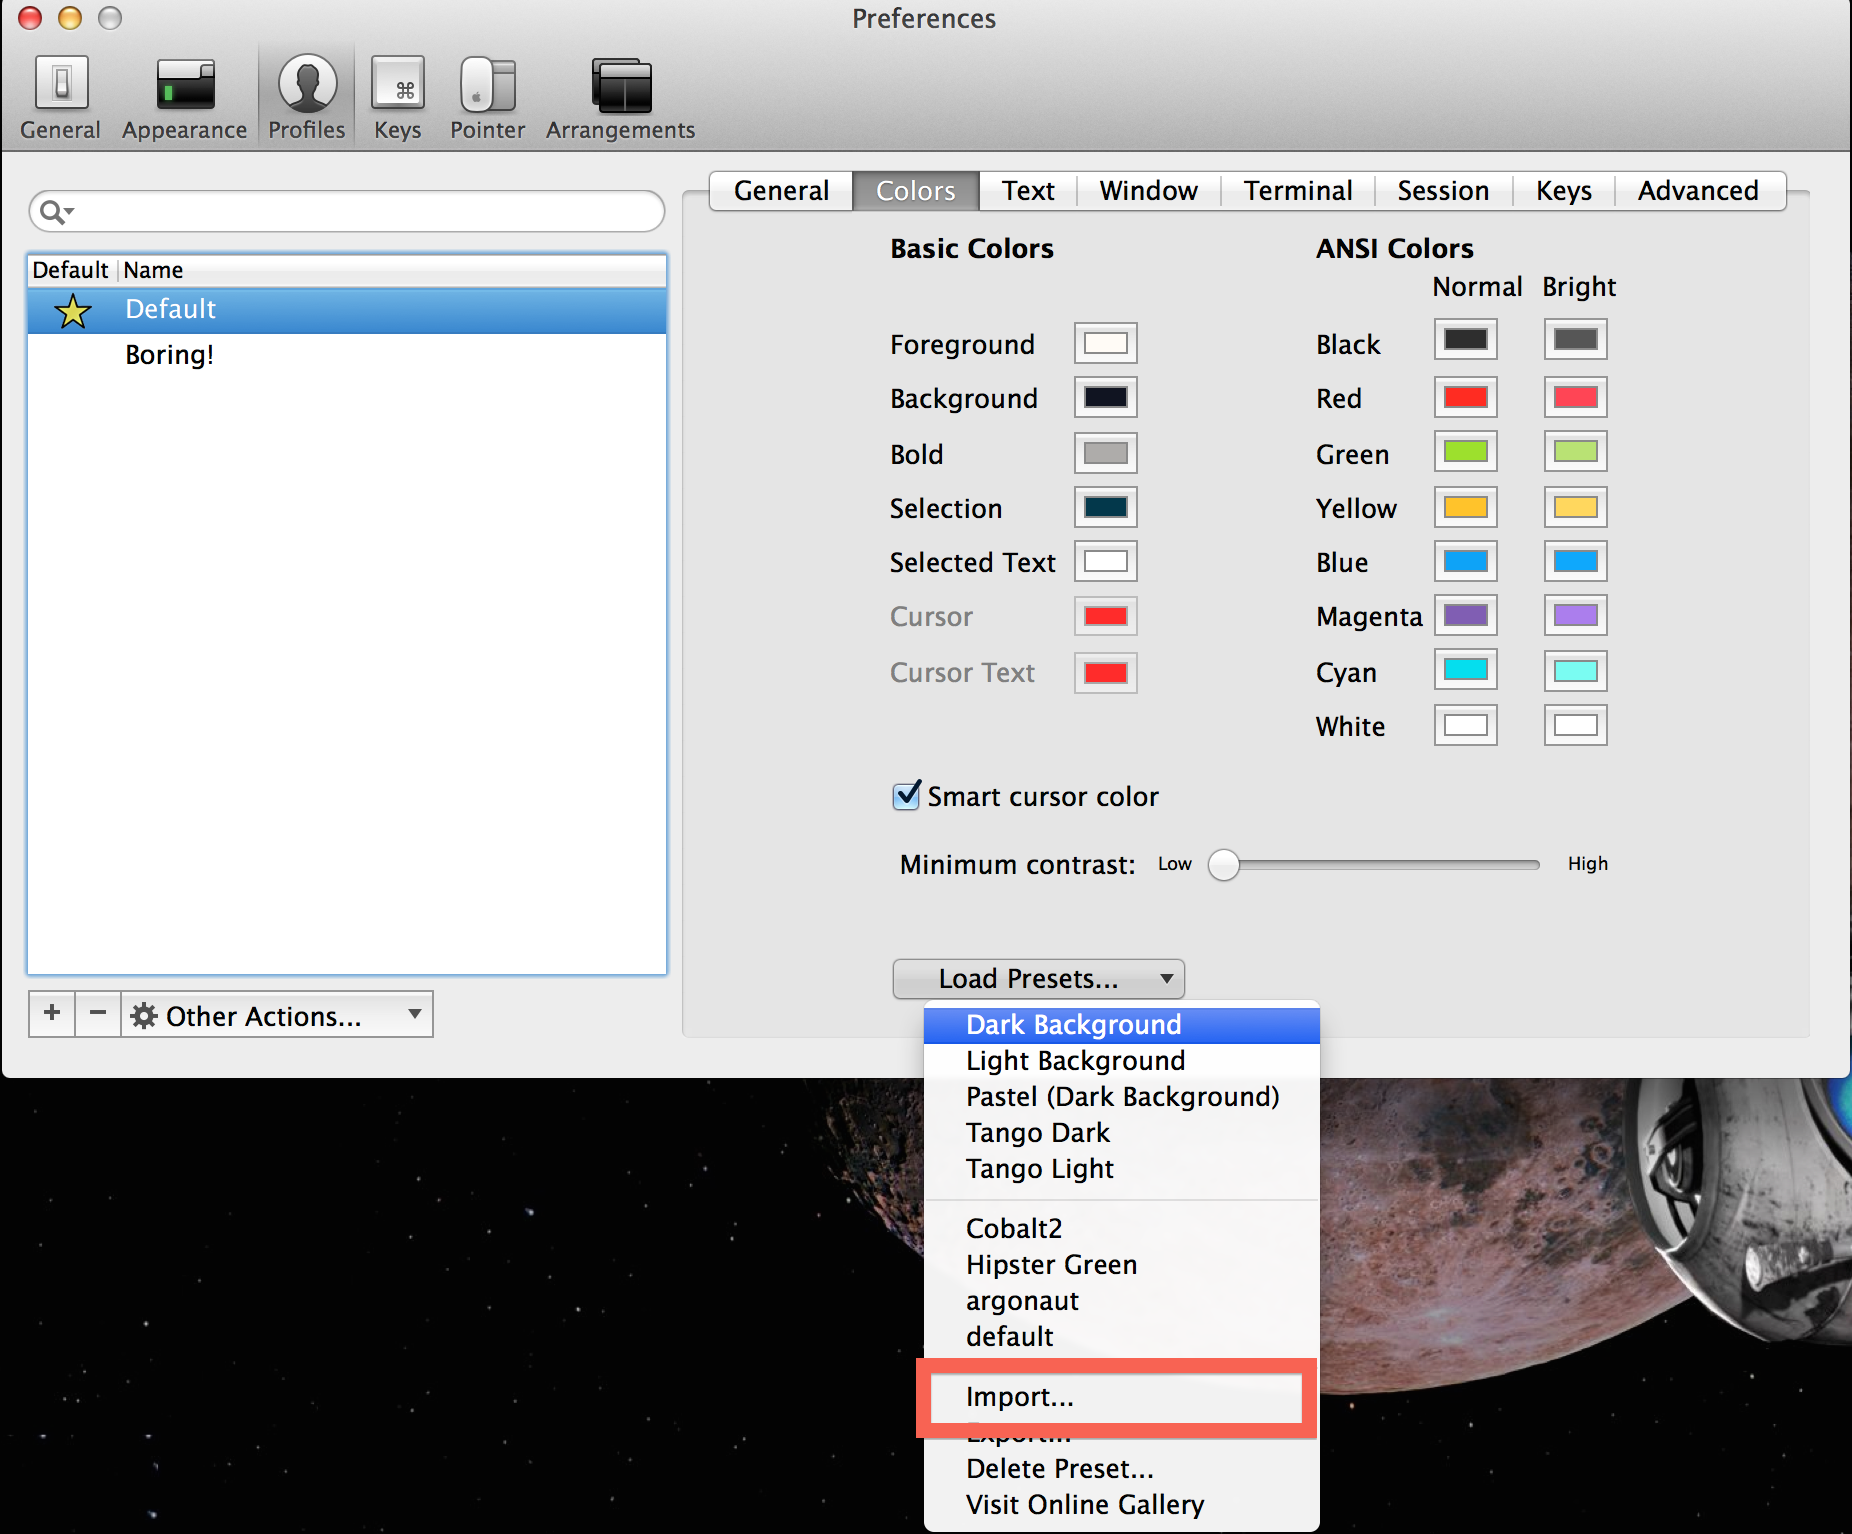 Preferences
General Appearance Profiles Keys Pointer Arrangements
General Colors Text Window Terminal Session Keys Advanced
Default Name
Default
Boring!
+ − Other Actions...
Basic Colors
Foreground
Background
Bold
Selection
Selected Text
Cursor
Cursor Text
ANSI Colors
Normal Bright
Black
Red
Green
Yellow
Blue
Magenta
Cyan
White
Smart cursor color
Minimum contrast: Low High
Load Presets...
Dark Background
Light Background
Pastel (Dark Background)
Tango Dark
Tango Light
Cobalt2
Hipster Green
argonaut
default
Import...
Export...
Delete Preset...
Visit Online Gallery